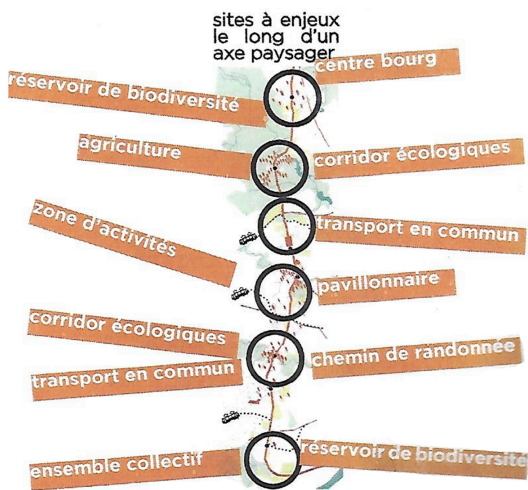 sites à enjeux
le long d'un
axe paysager
centre bourg
réservoir de biodiversité
agriculture
corridor écologiques
zone d'activités
transport en commun
pavillonnaire
corridor écologiques
chemin de randonnée
transport en commun
ensemble collectif
réservoir de biodiversité